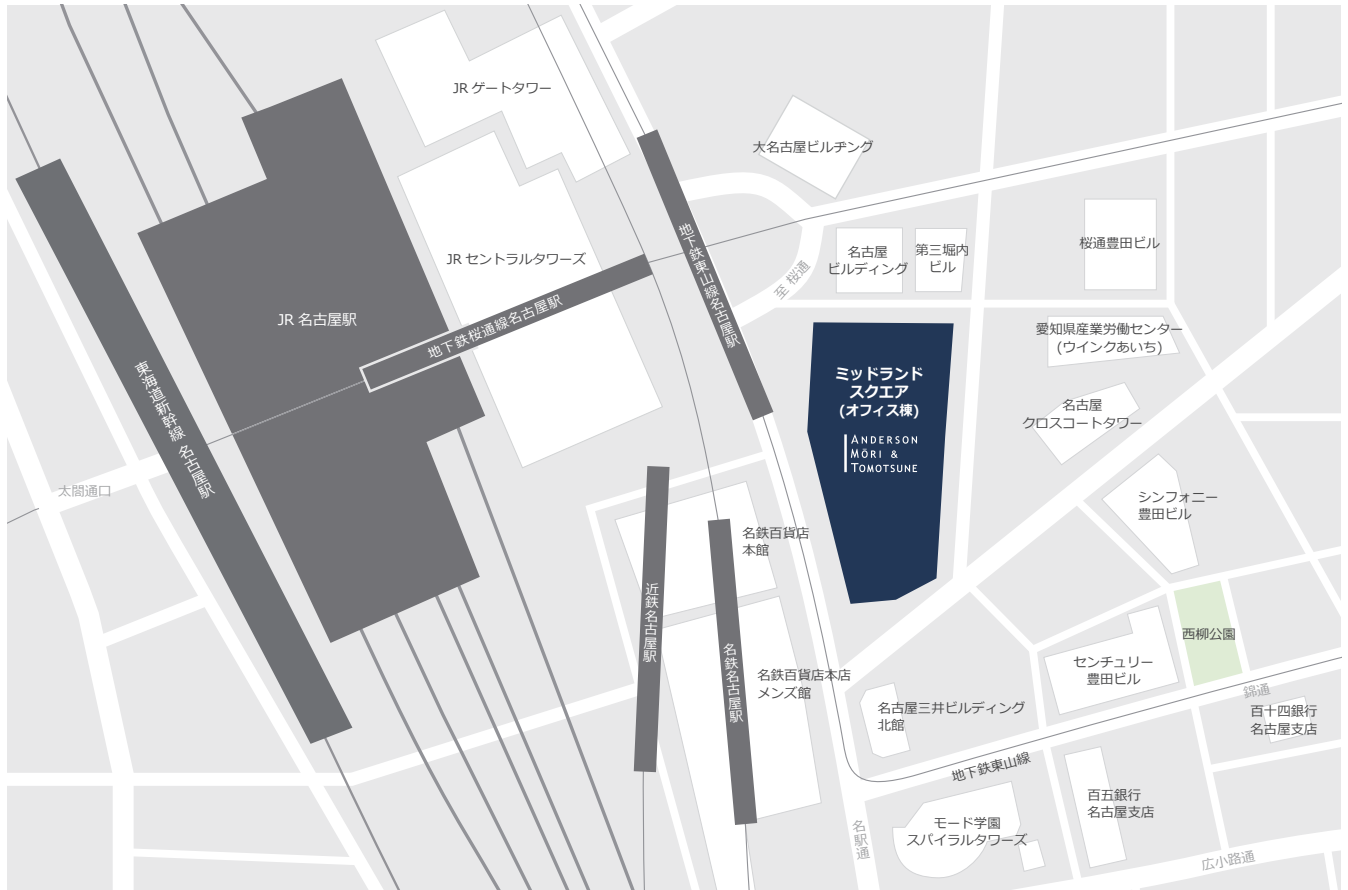 JR ゲートタワー
大名古屋ビルヂング
地下鉄東山線名古屋駅
JR セントラルタワーズ
名古屋
ビルディング
第三堀内
ビル
桜通豊田ビル
至 桜通
JR 名古屋駅
地下鉄桜通線名古屋駅
愛知県産業労働センター
(ウインクあいち)
ミッドランド
スクエア
(オフィス棟)
ANDERSON
MŌRI &
TOMOTSUNE
名古屋
クロスコートタワー
東海道新幹線 名古屋駅
太閤通口
シンフォニー
豊田ビル
名鉄百貨店
本館
近鉄名古屋駅
名鉄名古屋駅
西柳公園
センチュリー
豊田ビル
名鉄百貨店本店
メンズ館
錦通
名古屋三井ビルディング
北館
百十四銀行
名古屋支店
地下鉄東山線
百五銀行
名古屋支店
モード学園
スパイラルタワーズ
名駅通
広小路通